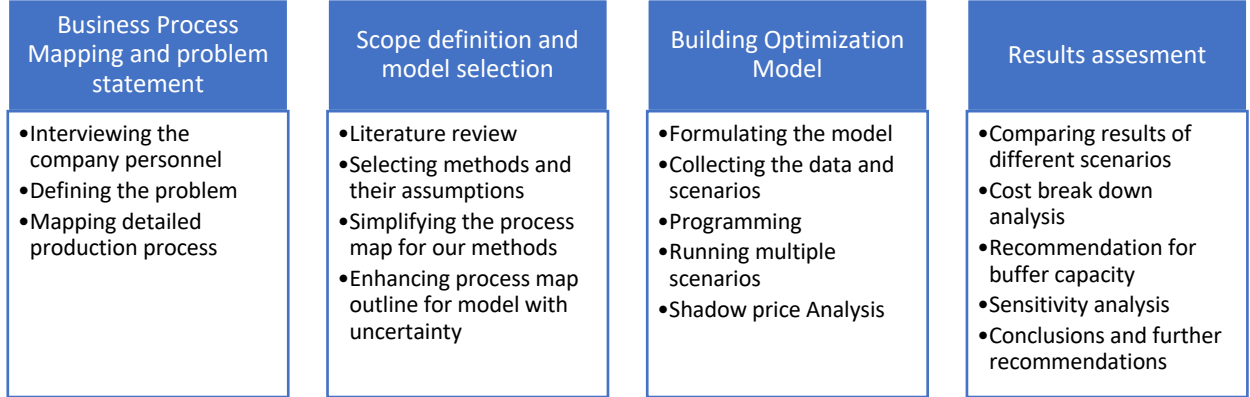 Business Process
Mapping and problem
statement
•Interviewing the
company personnel
•Defining the problem
•Mapping detailed
production process
Scope definition and
model selection
•Literature review
•Selecting methods and
their assumptions
•Simplifying the process
map for our methods
•Enhancing process map
outline for model with
uncertainty
Building Optimization
Model
•Formulating the model
•Collecting the data and
scenarios
•Programming
•Running multiple
scenarios
•Shadow price Analysis
Results assesment
•Comparing results of
different scenarios
•Cost break down
analysis
•Recommendation for
buffer capacity
•Sensitivity analysis
•Conclusions and further
recommendations